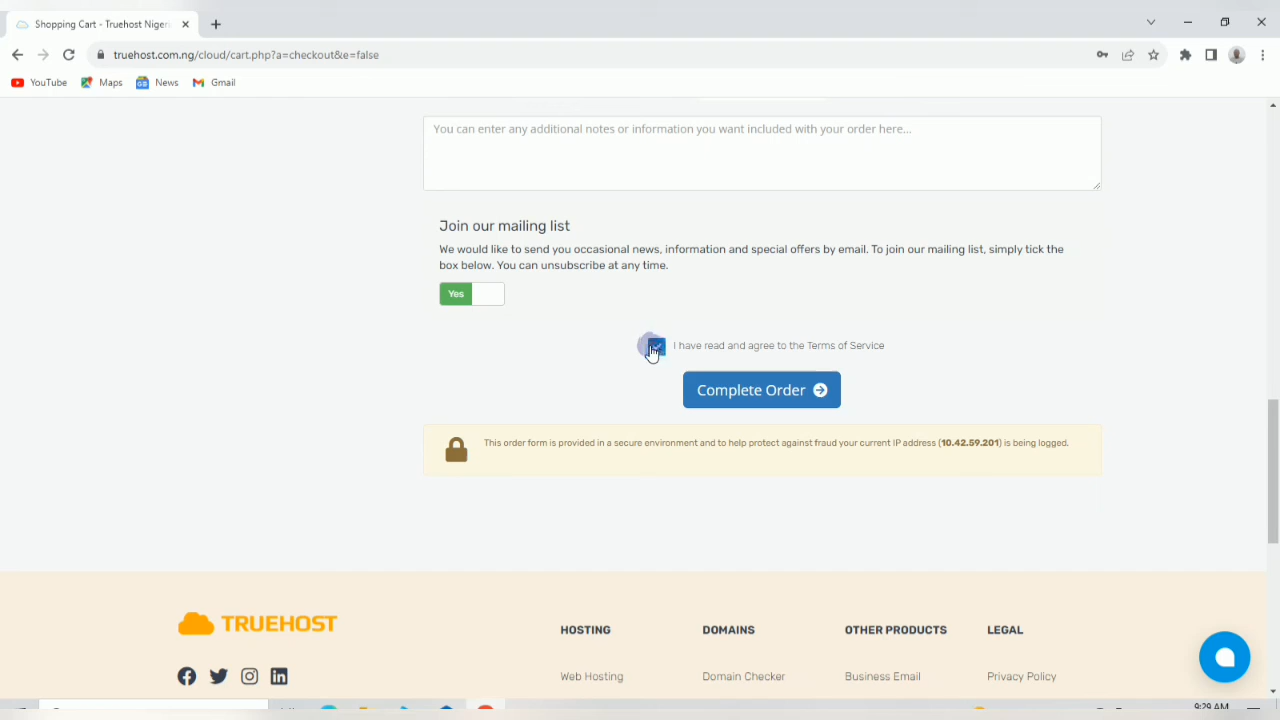 Shopping Cart - Truehost Nigeri
truehost.com.ng/cloud/cart.php?a=checkout&e=false
YouTube
Maps
News
Gmail
You can enter any additional notes or information you want included with your order here...
Join our mailing list
We would like to send you occasional news, information and special offers by email. To join our mailing list, simply tick the
box below. You can unsubscribe at any time.
Yes
I have read and agree to the Terms of Service
Complete Order
This order form is provided in a secure environment and to help protect against fraud your current IP address (10.42.59.201) is being logged.
TRUEHOST
HOSTING
DOMAINS
OTHER PRODUCTS
LEGAL
Web Hosting
Domain Checker
Business Email
Privacy Policy
9:29 AM